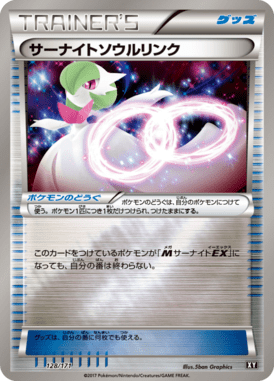 TRAINER'S グッズ
サーナイトソウルリンク
ポケモンのどうぐ
ポケモンのどうぐは、自分のポケモンにつけて
使う。ポケモン1匹につき1枚だけつけられ、つけたままにする。
このカードをつけているポケモンが「MサーナイトEX」に
なっても、自分の番は終わらない。
グッズは、自分の番に何枚でも使える。
128/171
Illus.5ban Graphics
XY
©2017 Pokémon/Nintendo/Creatures/GAME FREAK.